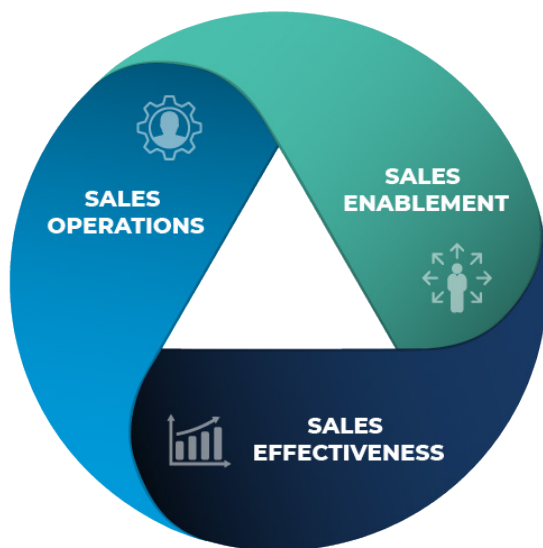 SALES
OPERATIONS
SALES
ENABLEMENT
SALES
EFFECTIVENESS